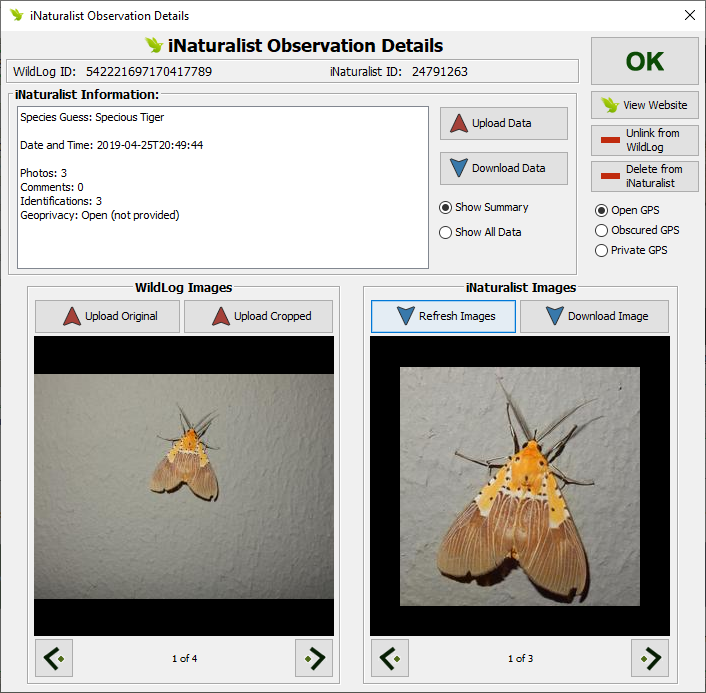 iNaturalist Observation Details
iNaturalist Observation Details
WildLog ID: 542221697170417789 iNaturalist ID: 24791263
OK
iNaturalist Information:
Species Guess: Specious Tiger
Date and Time: 2019-04-25T20:49:44
Photos: 3
Comments: 0
Identifications: 3
Geoprivacy: Open (not provided)
Upload Data
Download Data
Show Summary
Show All Data
View Website
Unlink from
WildLog
Delete from
iNaturalist
Open GPS
Obscured GPS
Private GPS
WildLog Images
Upload Original Upload Cropped
1 of 4
iNaturalist Images
Refresh Images Download Image
1 of 3